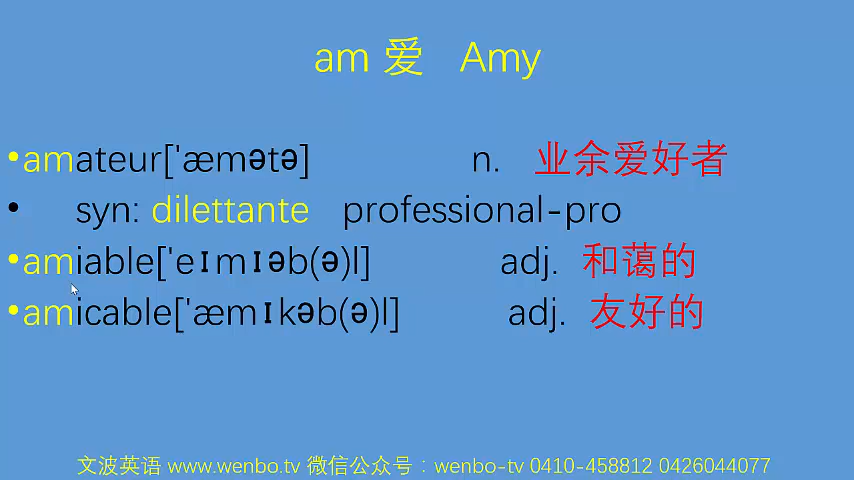 am 爱 Amy
•amateur['æmətə] n. 业余爱好者
• syn: dilettante professional-pro
•amiable['eɪmɪəb(ə)l] adj. 和蔼的
•amicable['æmɪkəb(ə)l] adj. 友好的
文波英语 www.wenbo.tv 微信公众号：wenbo-tv 0410-458812 0426044077